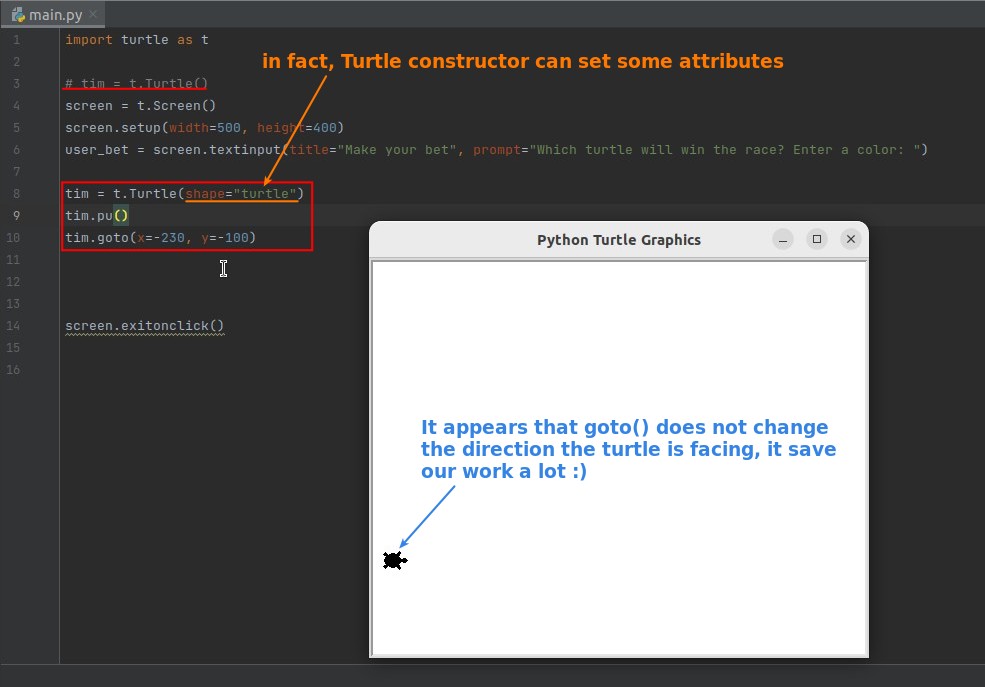 main.py
1 import turtle as t
2
in fact, Turtle constructor can set some attributes
3 # tim = t.Turtle()
4 screen = t.Screen()
5 screen.setup(width=500, height=400)
6 user_bet = screen.textinput(title="Make your bet", prompt="Which turtle will win the race? Enter a color: ")
7
8 tim = t.Turtle(shape="turtle")
9 tim.pu()
10 tim.goto(x=-230, y=-100)
11
12
13
14 screen.exitonclick()
15
16
Python Turtle Graphics
It appears that goto() does not change
the direction the turtle is facing, it save
our work a lot :)